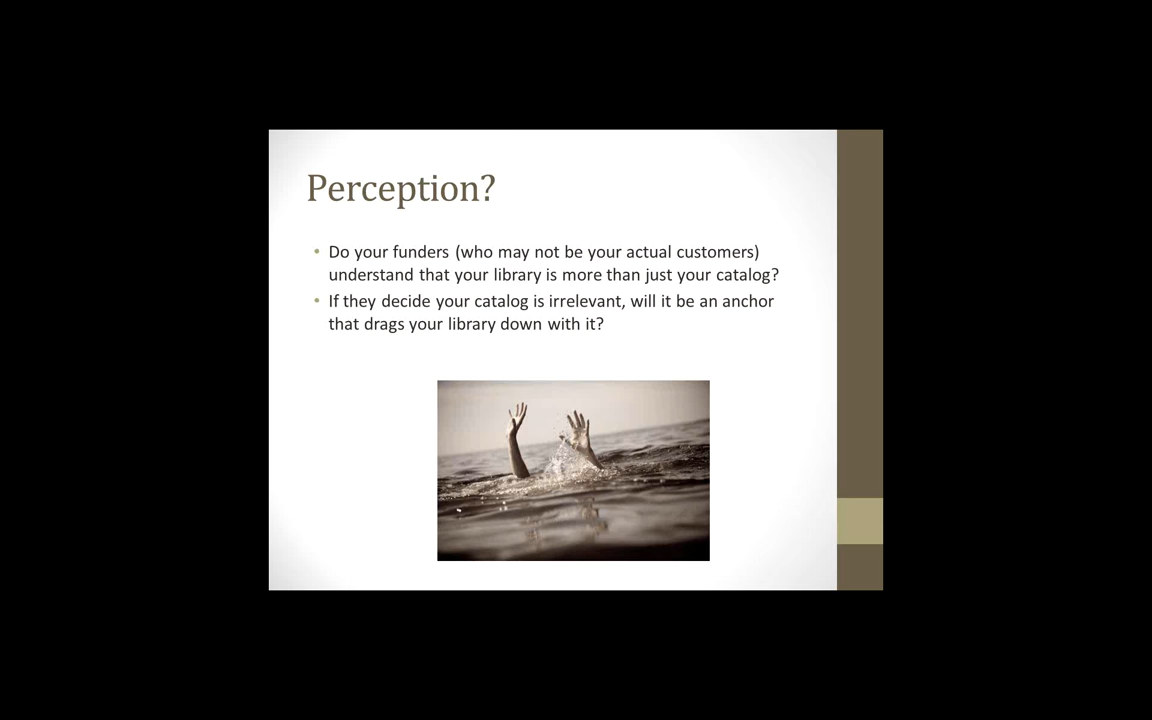 Perception?
• Do your funders (who may not be your actual customers)
understand that your library is more than just your catalog?
• If they decide your catalog is irrelevant, will it be an anchor
that drags your library down with it?